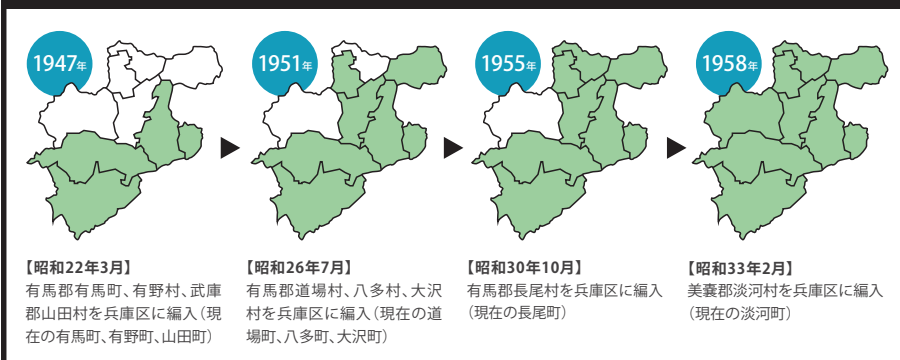 1947年
1951年
1955年
1958年
【昭和22年3月】
有馬郡有馬町、有野村、武庫
郡山田村を兵庫区に編入（現
在の有馬町、有野町、山田町）
【昭和26年7月】
有馬郡道場村、八多村、大沢
村を兵庫区に編入（現在の道
場町、八多町、大沢町）
【昭和30年10月】
有馬郡長尾村を兵庫区に編入
（現在の長尾町）
【昭和33年2月】
美嚢郡淡河村を兵庫区に編入
（現在の淡河町）